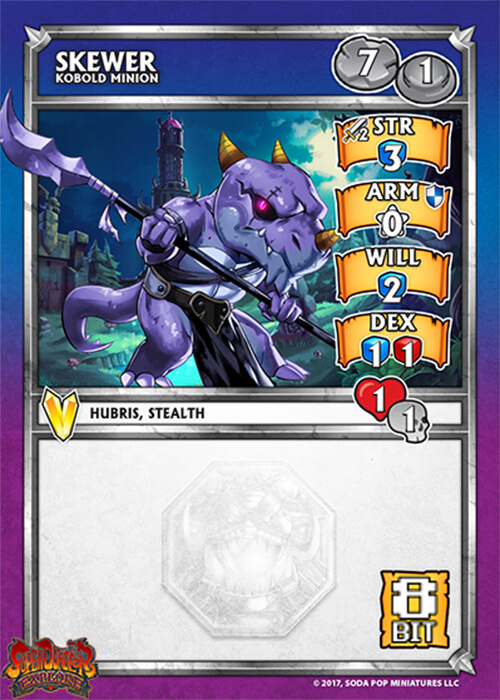 SKEWER
KOBOLD MINION
7
1
2 STR
3
ARM
0
WILL
2
DEX
1 1
1
1
HUBRIS, STEALTH
8
BIT
SUPER DUNGEON
EXPLORE
© 2017, SODA POP MINIATURES LLC